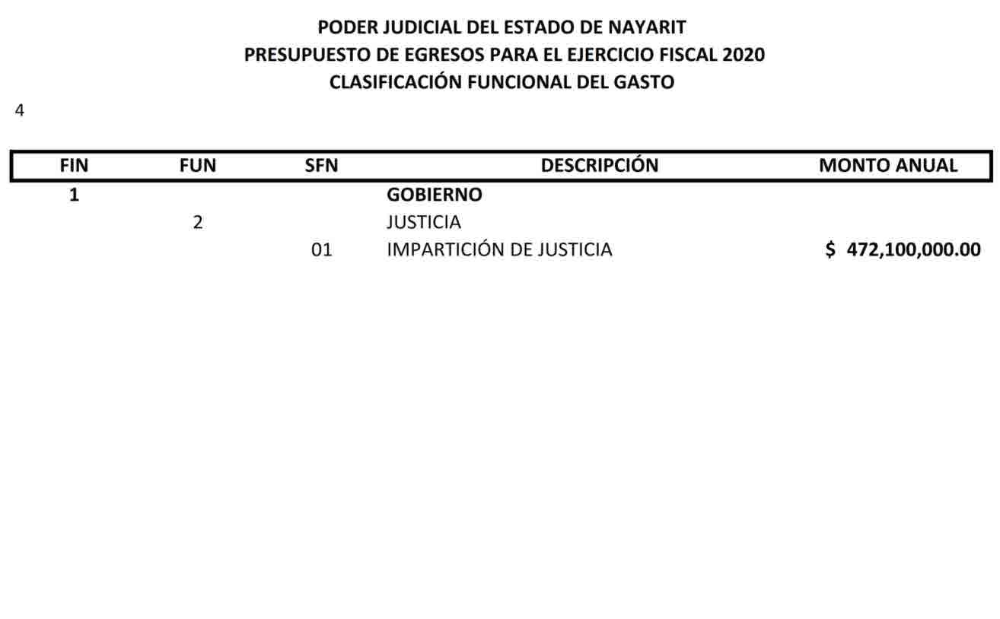 PODER JUDICIAL DEL ESTADO DE NAYARIT
PRESUPUESTO DE EGRESOS PARA EL EJERCICIO FISCAL 2020
CLASIFICACIÓN FUNCIONAL DEL GASTO
4
FIN FUN SFN DESCRIPCIÓN MONTO ANUAL
1 GOBIERNO
2 JUSTICIA
01 IMPARTICIÓN DE JUSTICIA $ 472,100,000.00